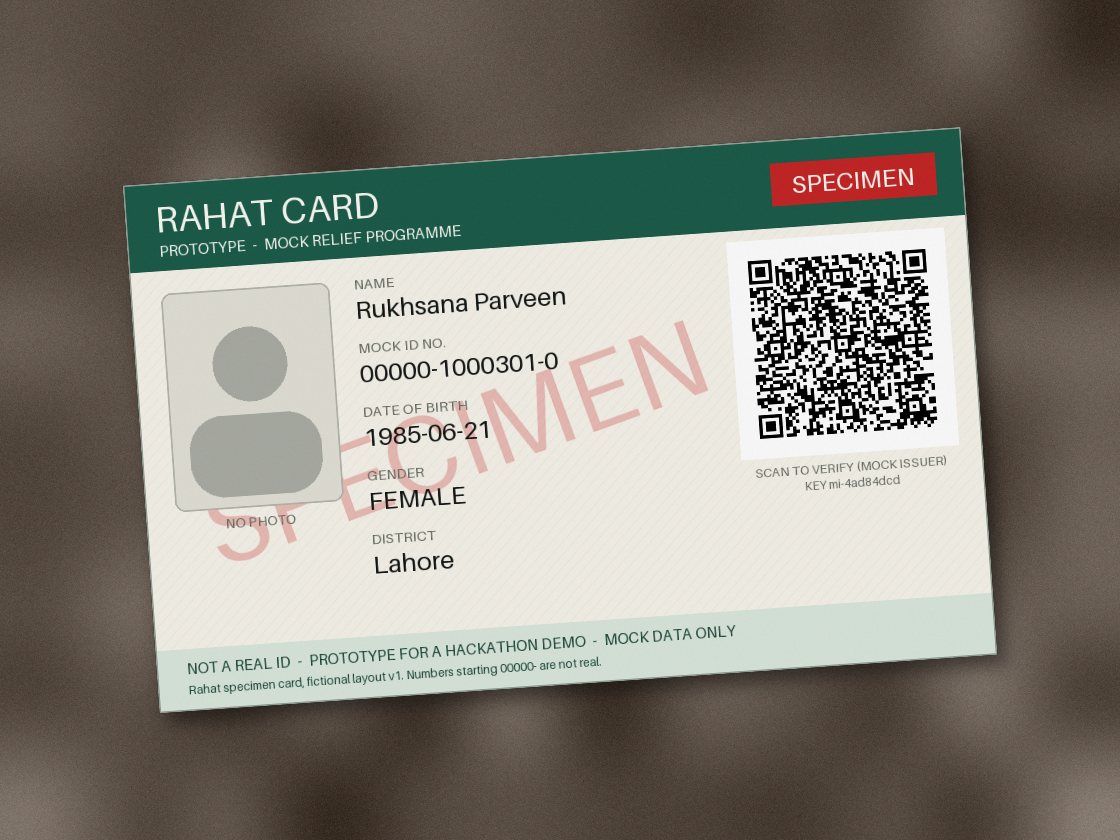 RAHAT CARD
PROTOTYPE - MOCK RELIEF PROGRAMME
SPECIMEN
NAME
Rukhsana Parveen
MOCK ID NO.
00000-1000301-0
DATE OF BIRTH
1985-06-21
GENDER
FEMALE
DISTRICT
Lahore
NO PHOTO
SPECIMEN
SCAN TO VERIFY (MOCK ISSUER)
KEY mi-4ad84dcd
NOT A REAL ID - PROTOTYPE FOR A HACKATHON DEMO - MOCK DATA ONLY
Rahat specimen card, fictional layout v1. Numbers starting 00000- are not real.